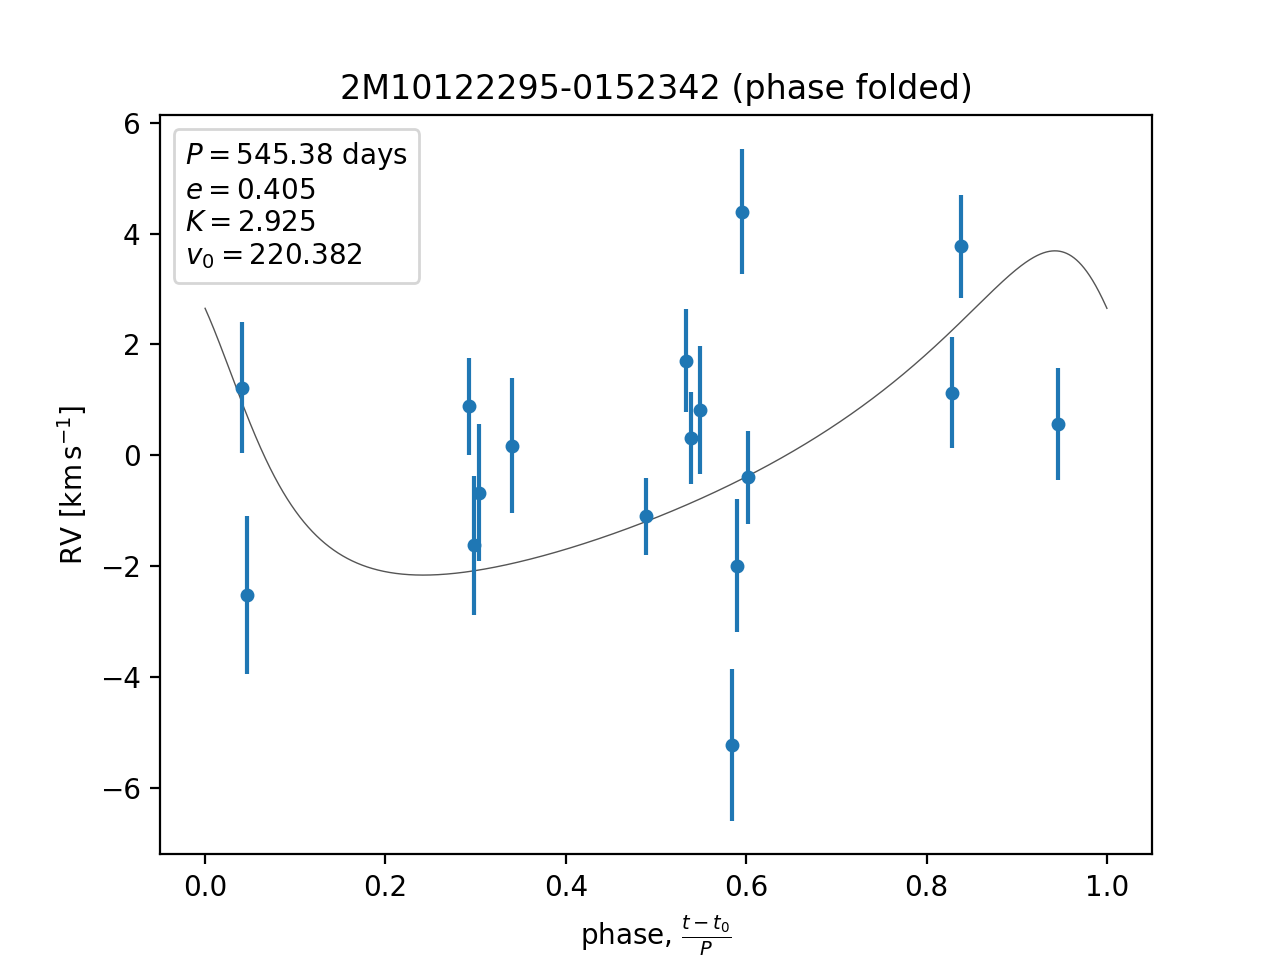 2M10122295-0152342 (phase folded)
P = 545.38 days
e = 0.405
K = 2.925
v₀ = 220.382
6
4
2
0
−2
−4
−6
RV [km s⁻¹]
0.0 0.2 0.4 0.6 0.8 1.0
phase, (t − t₀)/P